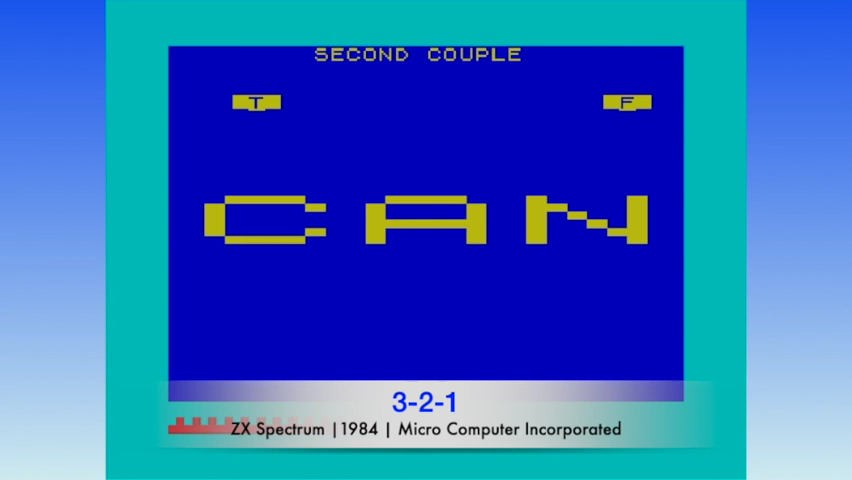 SECOND COUPLE
T F
CAN
3-2-1
ZX Spectrum |1984 | Micro Computer Incorporated